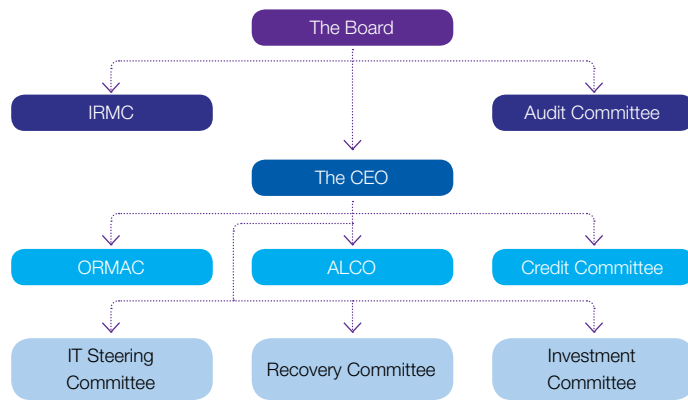 The Board
IRMC
Audit Committee
The CEO
ORMAC
ALCO
Credit Committee
IT Steering
Committee
Recovery Committee
Investment
Committee